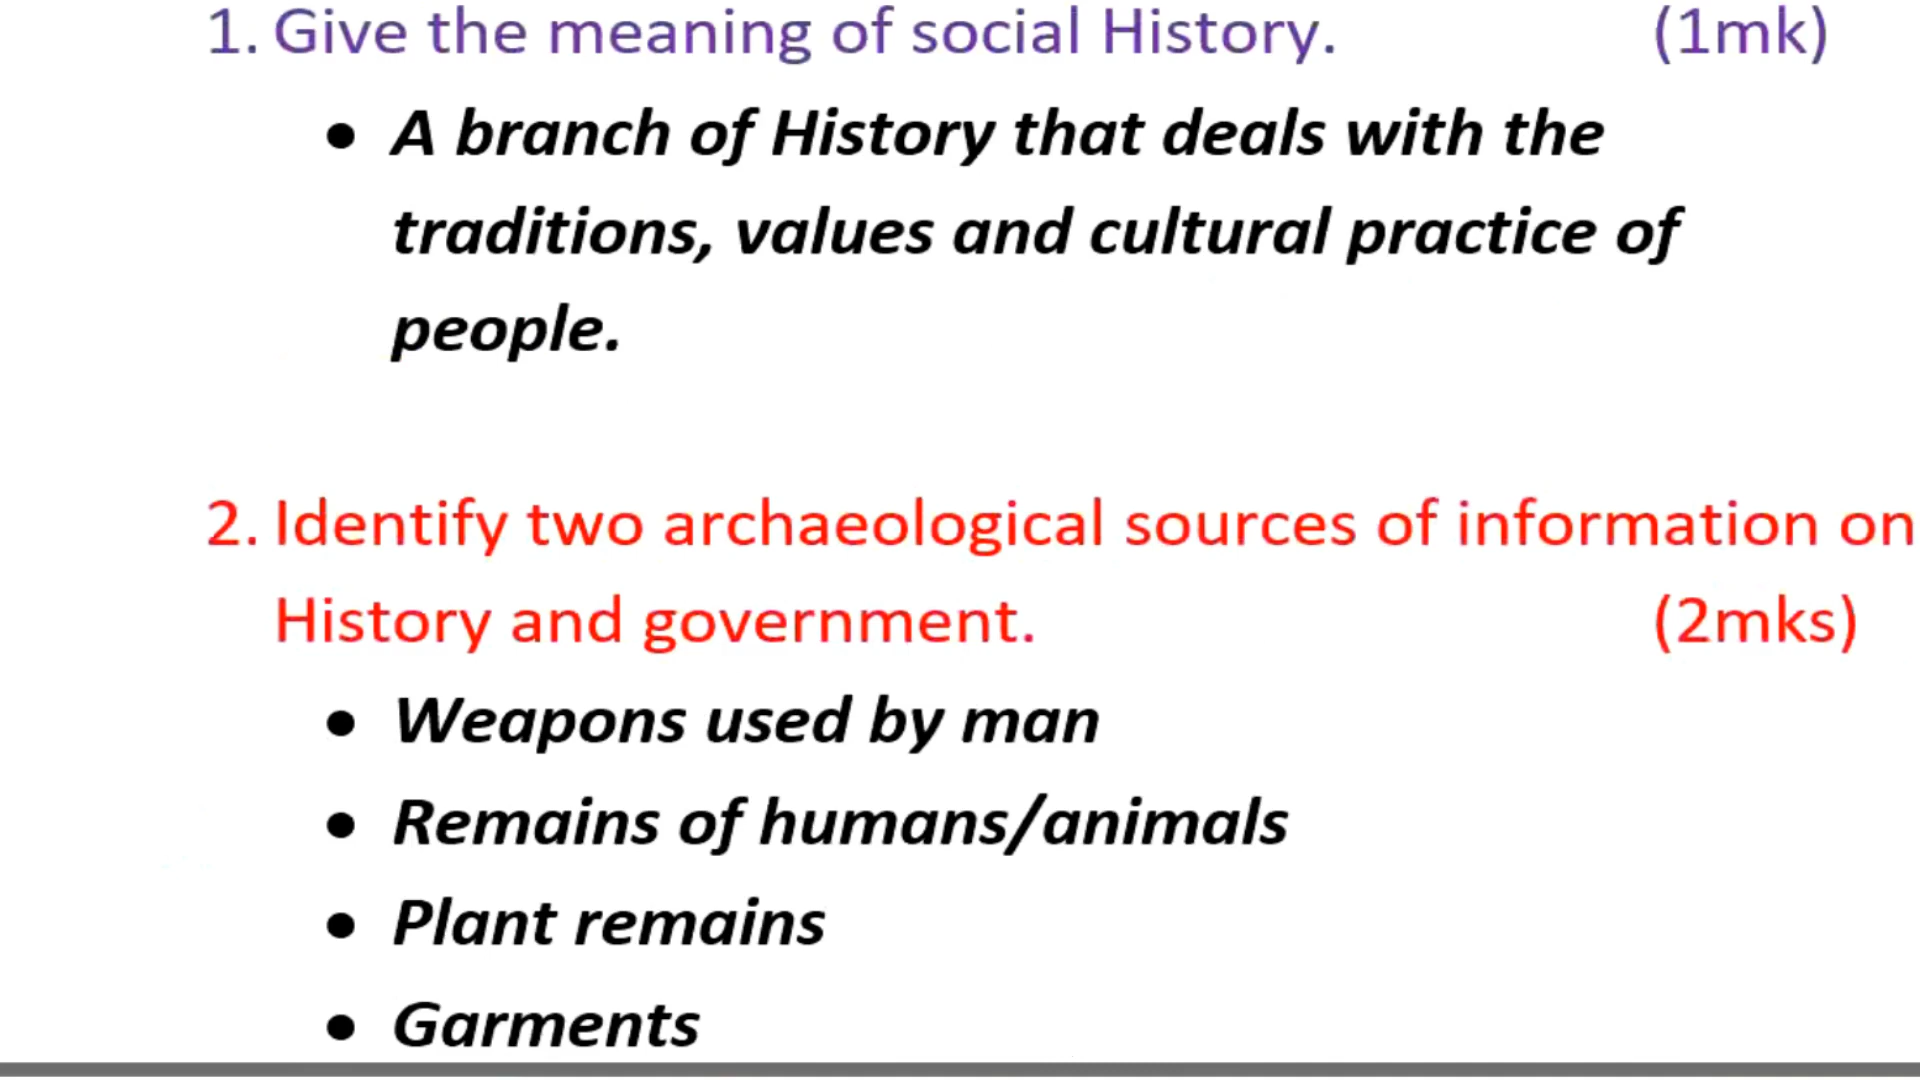 1. Give the meaning of social History. (1mk)
• A branch of History that deals with the
traditions, values and cultural practice of
people.
2. Identify two archaeological sources of information on
History and government. (2mks)
• Weapons used by man
• Remains of humans/animals
• Plant remains
• Garments